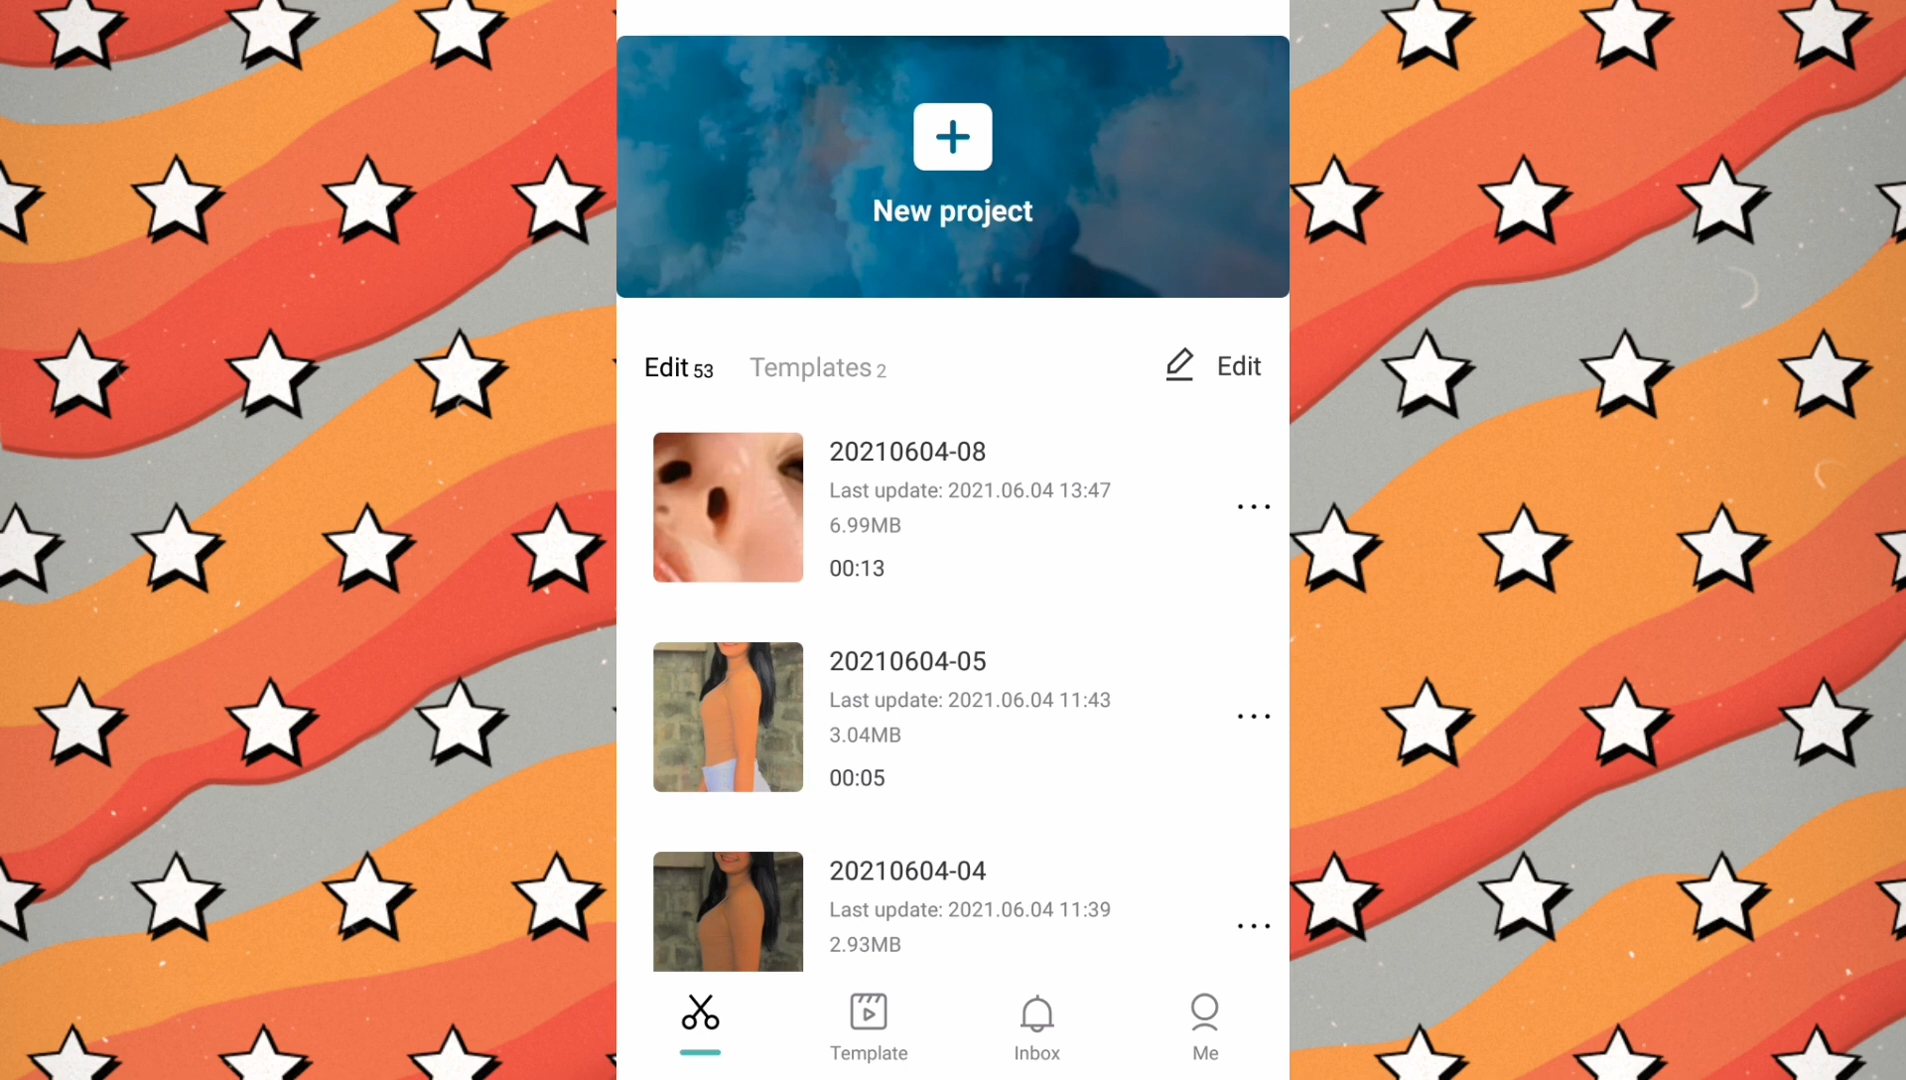 New project
Edit 53 Templates 2 Edit
20210604-08
Last update: 2021.06.04 13:47
6.99MB
00:13
20210604-05
Last update: 2021.06.04 11:43
3.04MB
00:05
20210604-04
Last update: 2021.06.04 11:39
2.93MB
Template Inbox Me